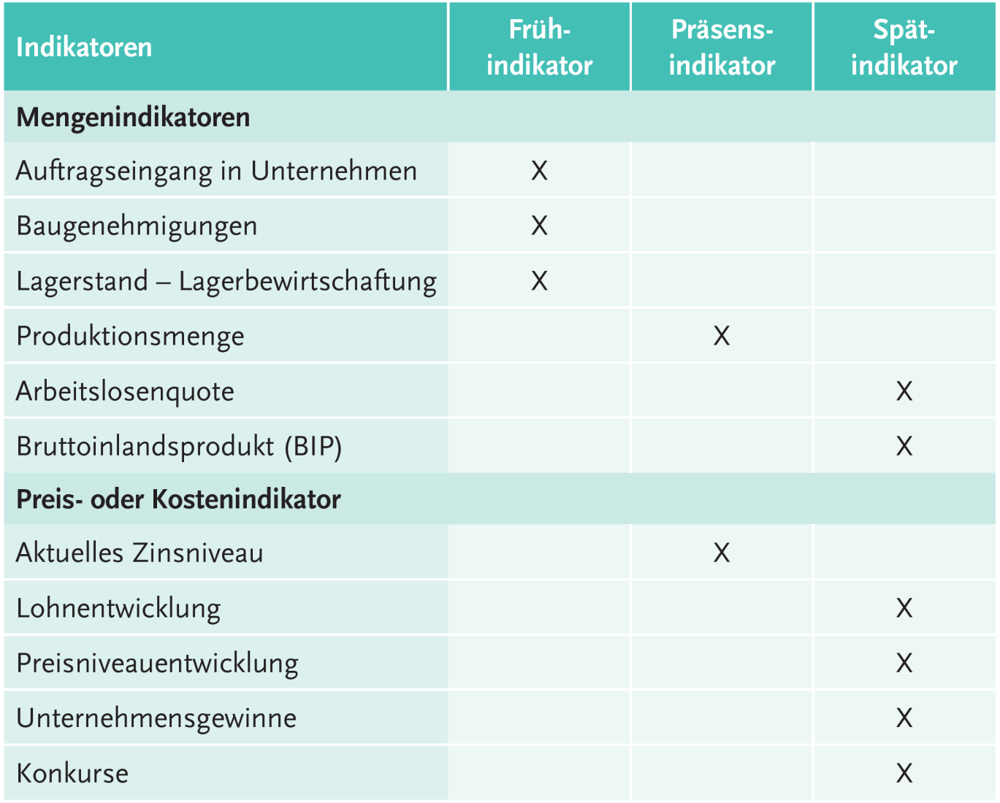 Indikatoren
Früh-
indikator
Präsens-
indikator
Spät-
indikator
Mengenindikatoren
Auftragseingang in Unternehmen X
Baugenehmigungen X
Lagerstand – Lagerbewirtschaftung X
Produktionsmenge X
Arbeitslosenquote X
Bruttoinlandsprodukt (BIP) X
Preis- oder Kostenindikator
Aktuelles Zinsniveau X
Lohnentwicklung X
Preisniveauentwicklung X
Unternehmensgewinne X
Konkurse X